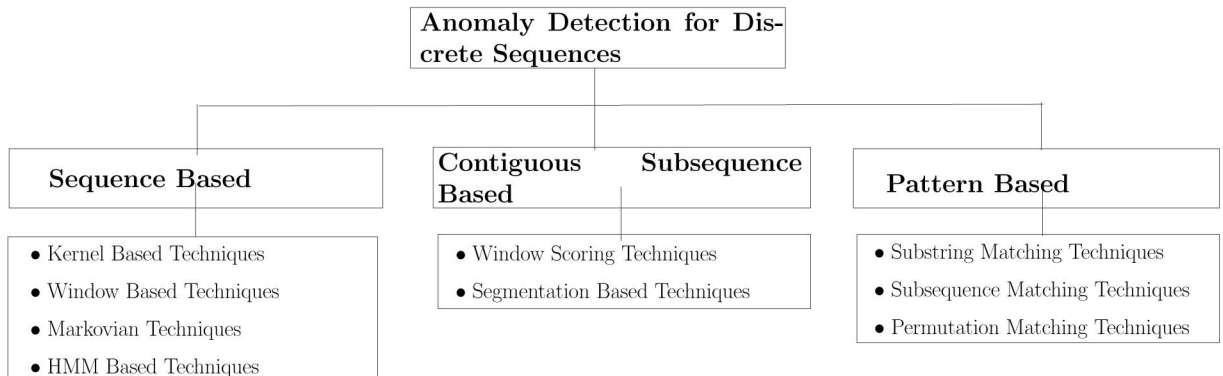 Anomaly Detection for Dis-
crete Sequences
Sequence Based
• Kernel Based Techniques
• Window Based Techniques
• Markovian Techniques
• HMM Based Techniques
Contiguous Subsequence
Based
• Window Scoring Techniques
• Segmentation Based Techniques
Pattern Based
• Substring Matching Techniques
• Subsequence Matching Techniques
• Permutation Matching Techniques